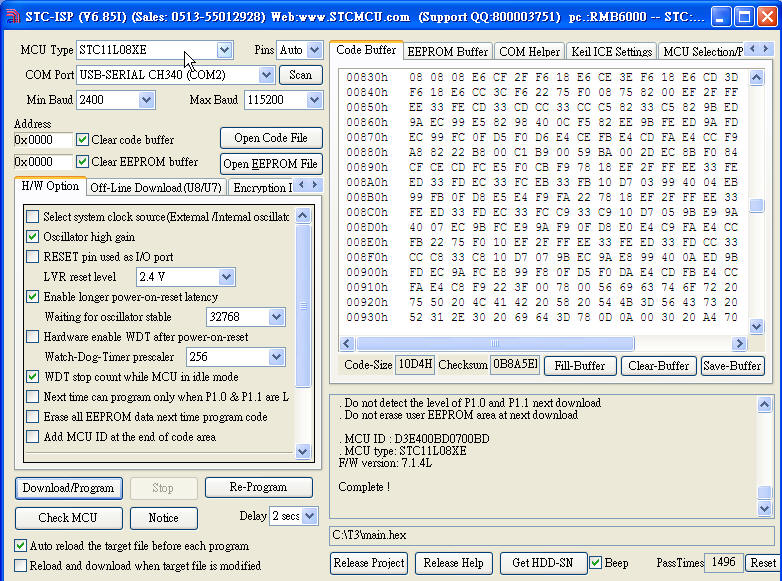 STC-ISP (V6.85I) (Sales: 0513-55012928) Web:www.STCMCU.com (Support QQ:800003751) pc.:RMB6000 -- STC:...
MCU Type STC11L08XE Pins Auto
COM Port USB-SERIAL CH340 (COM2) Scan
Min Baud 2400 Max Baud 115200
Address
0x0000 Clear code buffer Open Code File
0x0000 Clear EEPROM buffer Open EEPROM File
H/W Option Off-Line Download(U8/U7) Encryption I
Select system clock source(External /Internal oscillato
Oscillator high gain
RESET pin used as I/O port
LVR reset level 2.4 V
Enable longer power-on-reset latency
Waiting for oscillator stable 32768
Hardware enable WDT after power-on-reset
Watch-Dog-Timer prescaler 256
WDT stop count while MCU in idle mode
Next time can program only when P1.0 & P1.1 are L
Erase all EEPROM data next time program code
Add MCU ID at the end of code area
Download/Program Stop Re-Program
Check MCU Notice Delay 2 secs
Auto reload the target file before each program
Reload and download when target file is modified
Code Buffer EEPROM Buffer COM Helper Keil ICE Settings MCU Selection/P
00830h 08 08 08 E6 CF 2F F6 18 E6 CE 3E F6 18 E6 CD 3D
00840h F6 18 E6 CC 3C F6 22 75 F0 08 75 82 00 EF 2F FF
00850h EE 33 FE CD 33 CD CC 33 CC C5 82 33 C5 82 9B ED
00860h 9A EC 99 E5 82 98 40 0C F5 82 EE 9B FE ED 9A FD
00870h EC 99 FC 0F D5 F0 D6 E4 CE FB E4 CD FA E4 CC F9
00880h A8 82 22 B8 00 C1 B9 00 59 BA 00 2D EC 8B F0 84
00890h CF CE CD FC E5 F0 CB F9 78 18 EF 2F FF EE 33 FE
008A0h ED 33 FD EC 33 FC EB 33 FB 10 D7 03 99 40 04 EB
008B0h 99 FB 0F D8 E5 E4 F9 FA 22 78 18 EF 2F FF EE 33
008C0h FE ED 33 FD EC 33 FC C9 33 C9 10 D7 05 9B E9 9A
008D0h 40 07 EC 9B FC E9 9A F9 0F D8 E0 E4 C9 FA E4 CC
008E0h FB 22 75 F0 10 EF 2F FF EE 33 FE ED 33 FD CC 33
008F0h CC C8 33 C8 10 D7 07 9B EC 9A E8 99 40 0A ED 9B
00900h FD EC 9A FC E8 99 F8 0F D5 F0 DA E4 CD FB E4 CC
00910h FA E4 C8 F9 22 3F 00 78 00 56 69 63 74 6F 72 20
00920h 75 50 20 4C 41 42 20 58 20 54 4B 3D 56 43 73 20
00930h 52 31 2E 30 20 69 64 3D 78 0D 0A 00 30 20 A4 70
Code-Size 10D4H Checksum 0B8A5EI Fill-Buffer Clear-Buffer Save-Buffer
. Do not detect the level of P1.0 and P1.1 next download
. Do not erase user EEPROM area at next download
. MCU ID : D3E400BD0700BD
. MCU type: STC11L08XE
F/W version: 7.1.4L
Complete !
C:\T3\main.hex
Release Project Release Help Get HDD-SN Beep PassTimes 1496 Reset